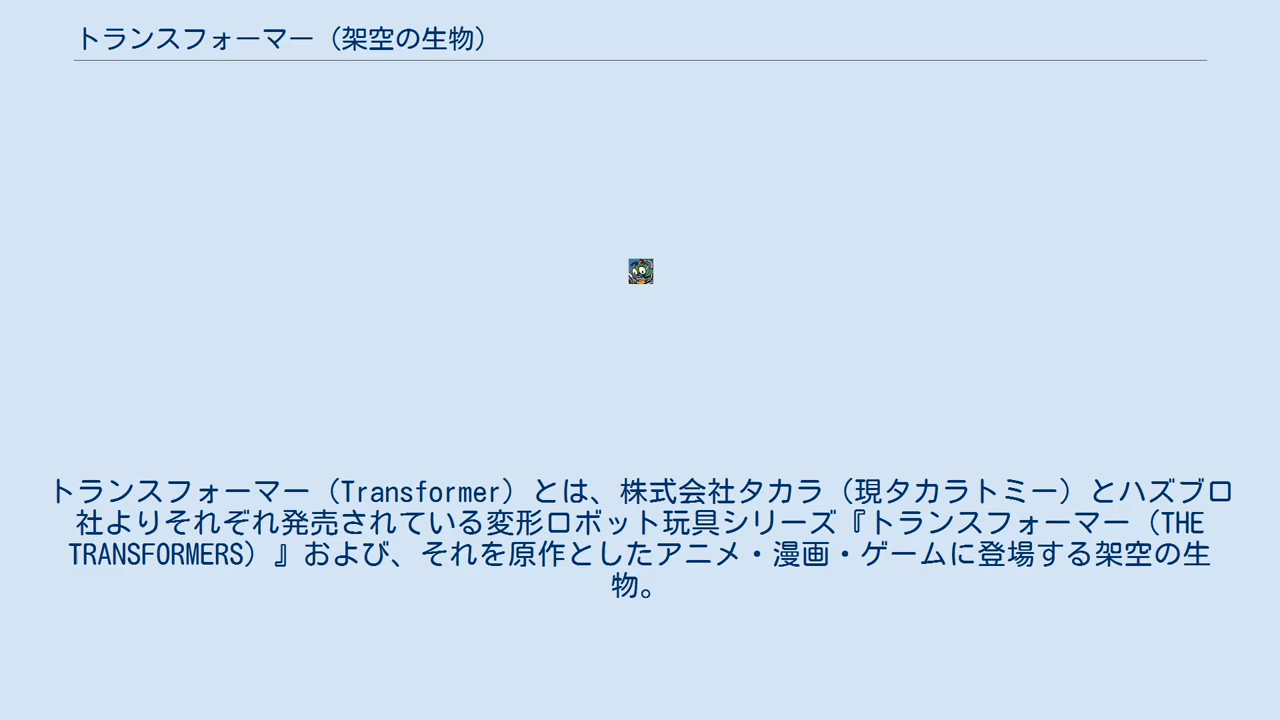 トランスフォーマー（架空の生物）
トランスフォーマー（Transformer）とは、株式会社タカラ（現タカラトミー）とハズブロ
社よりそれぞれ発売されている変形ロボット玩具シリーズ『トランスフォーマー（THE
TRANSFORMERS）』および、それを原作としたアニメ・漫画・ゲームに登場する架空の生
物。